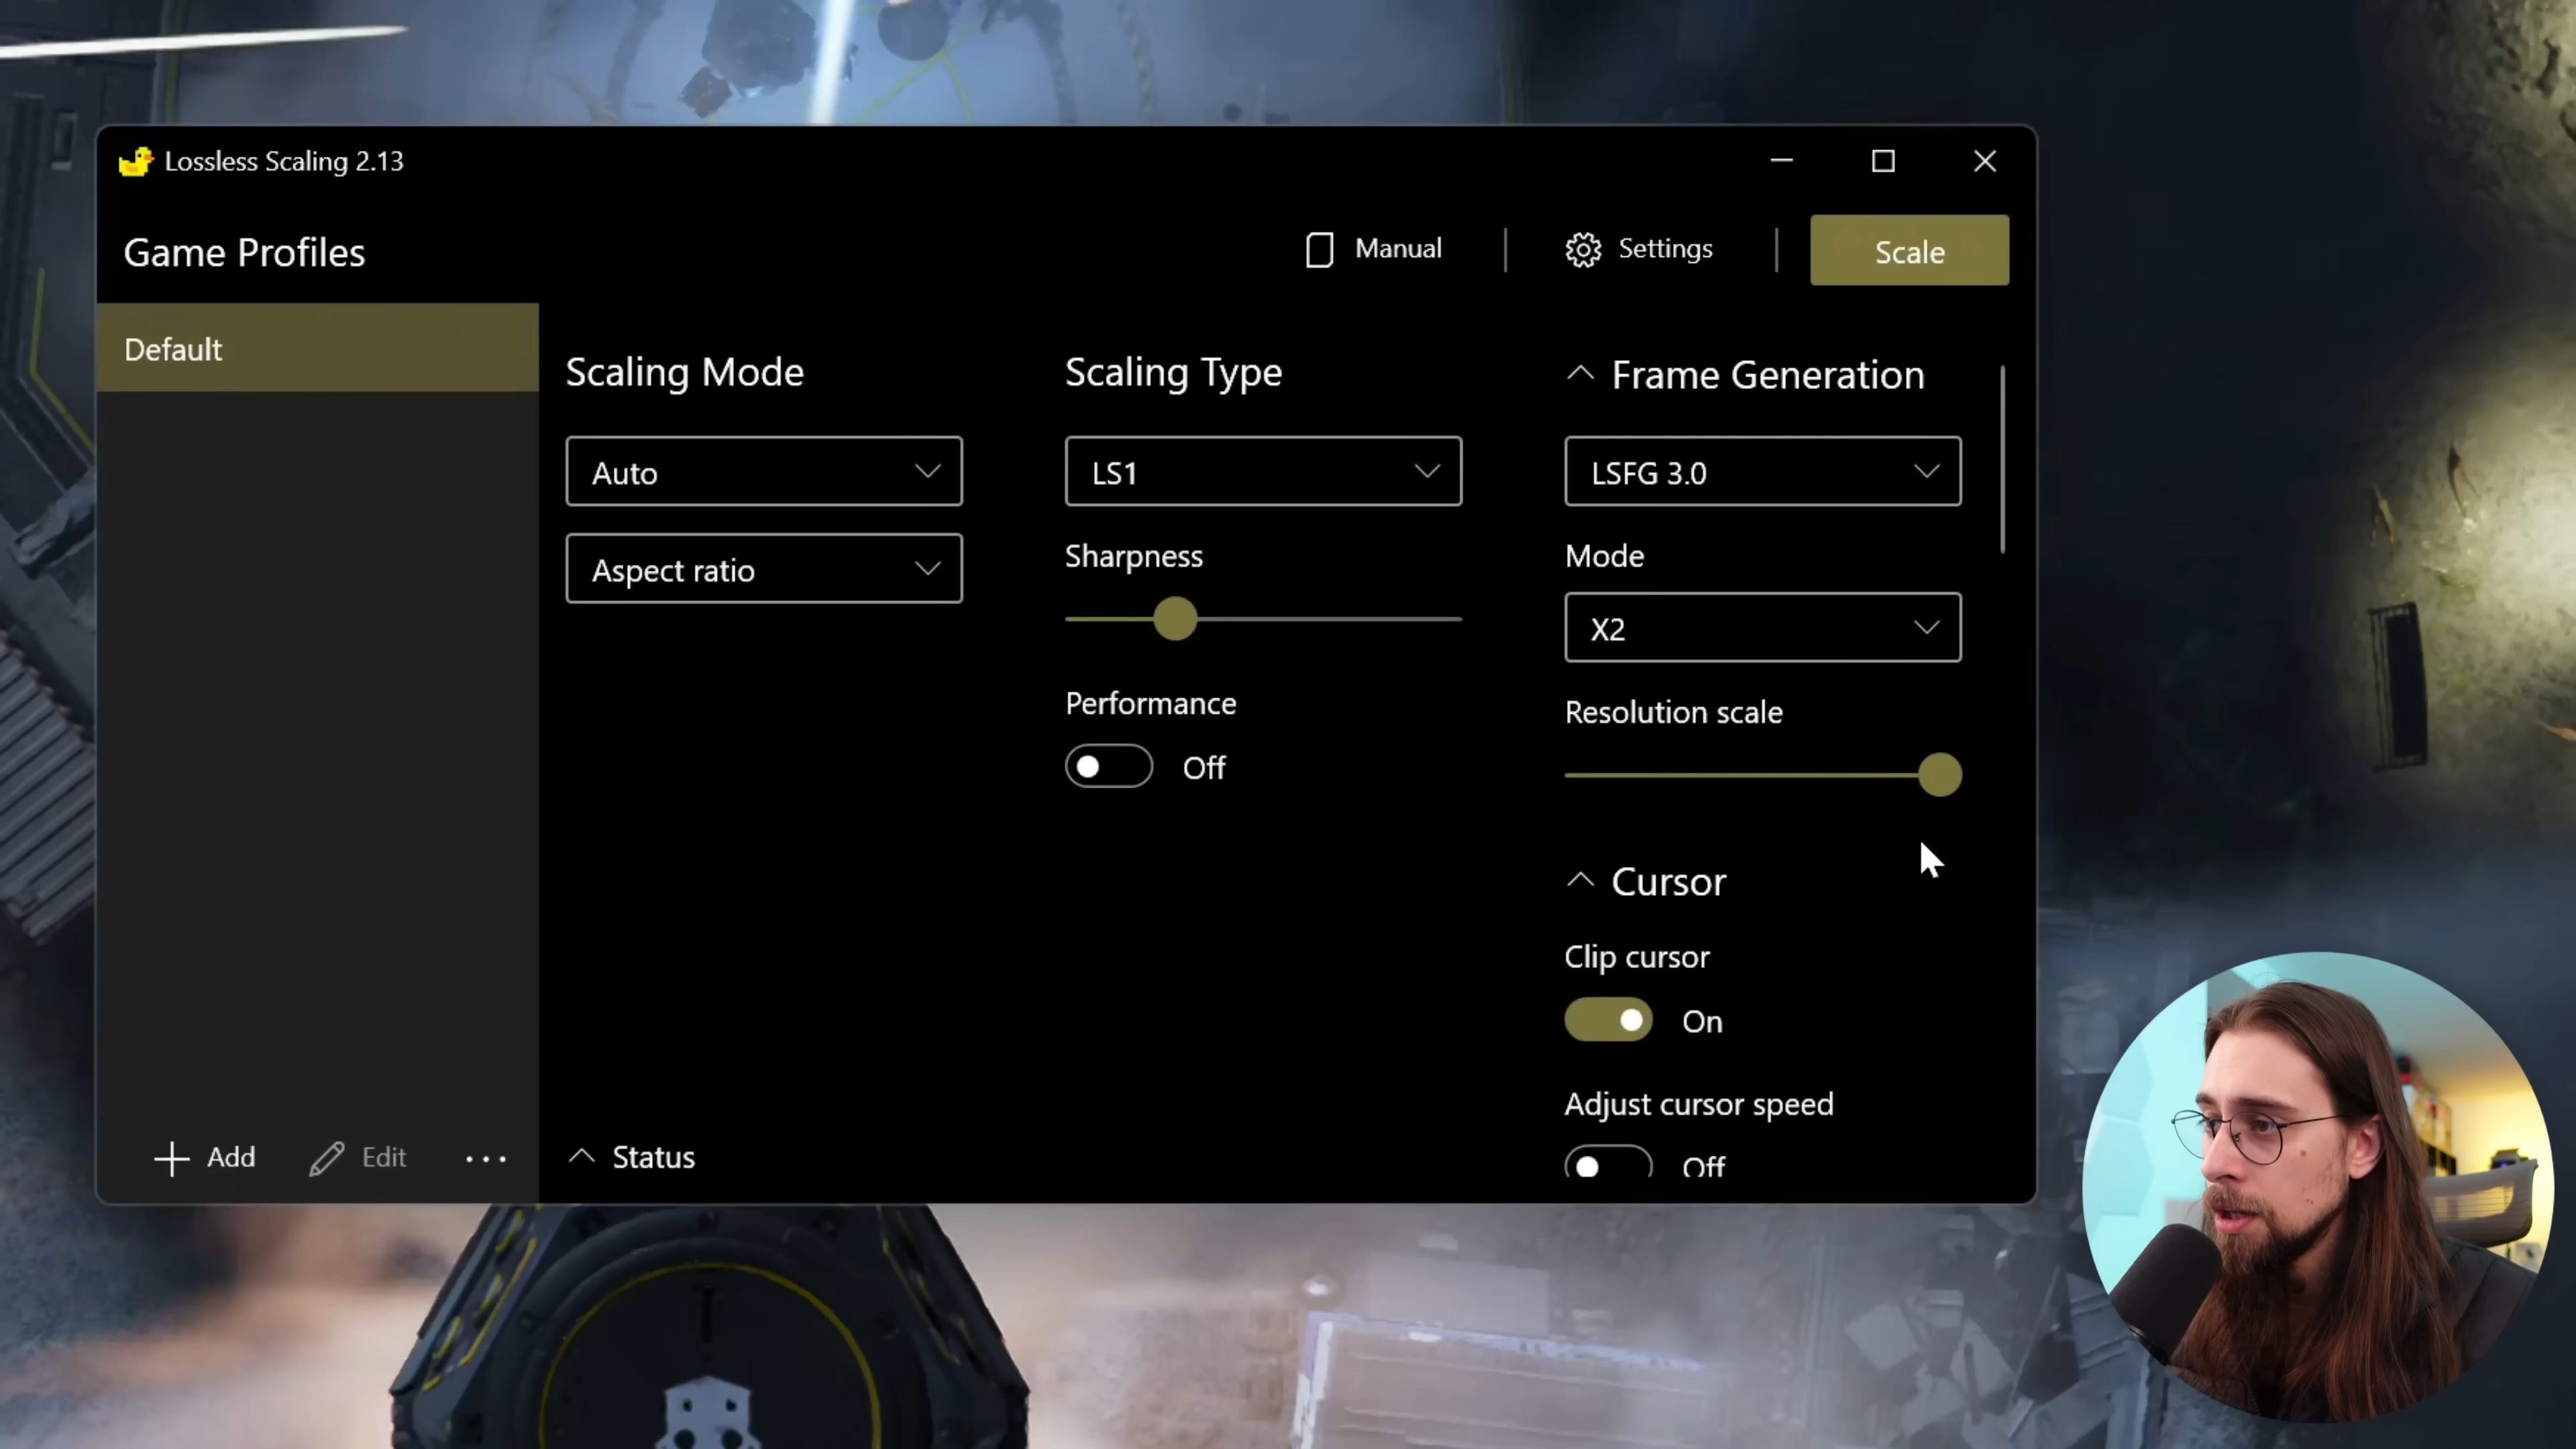 Lossless Scaling 2.13
Game Profiles
Manual
Settings
Scale
Default
Scaling Mode
Auto
Aspect ratio
Scaling Type
LS1
Sharpness
Performance
Off
Frame Generation
LSFG 3.0
Mode
X2
Resolution scale
Cursor
Clip cursor
On
Adjust cursor speed
Off
Add
Edit
Status